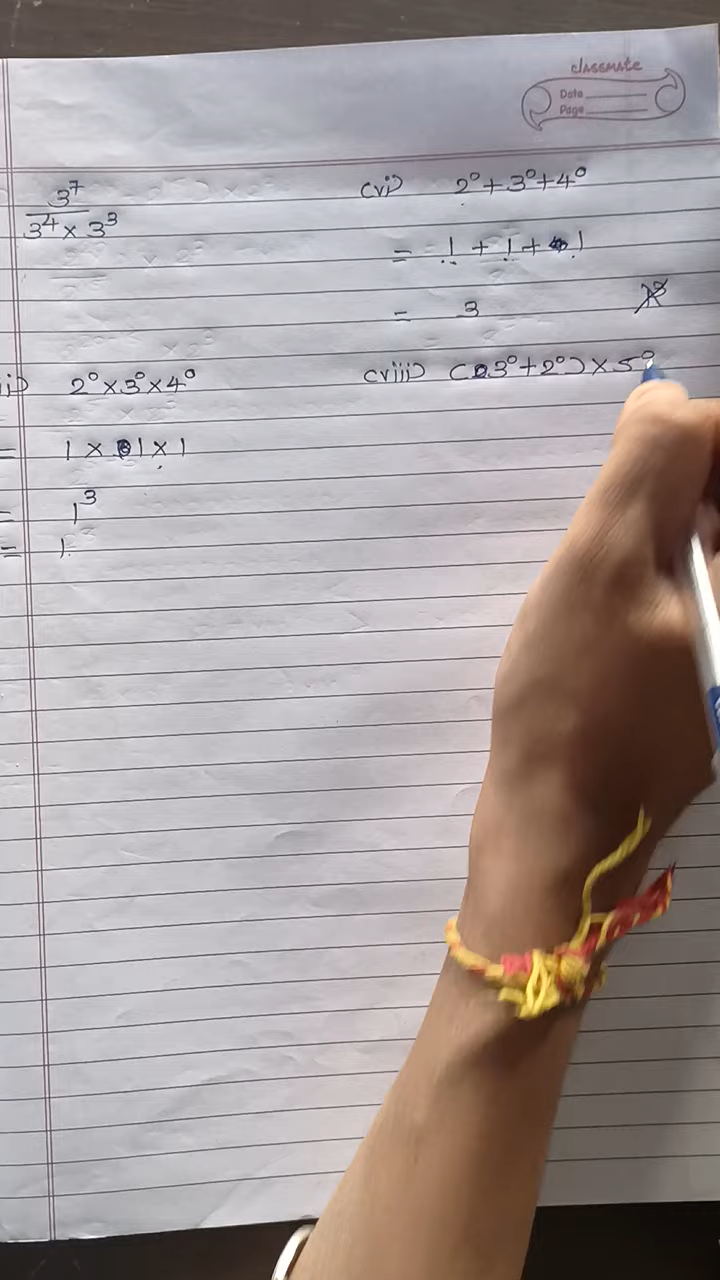 classmate
Date
Page
3⁷
3⁴ × 3³
(vi) 2⁰ + 3⁰ + 4⁰
= 1 + 1 + 1
= 3
ii) 2⁰ × 3⁰ × 4⁰
= 1 × 1 × 1
= 1³
= 1
(viii) (3⁰ + 2⁰) × 5⁰